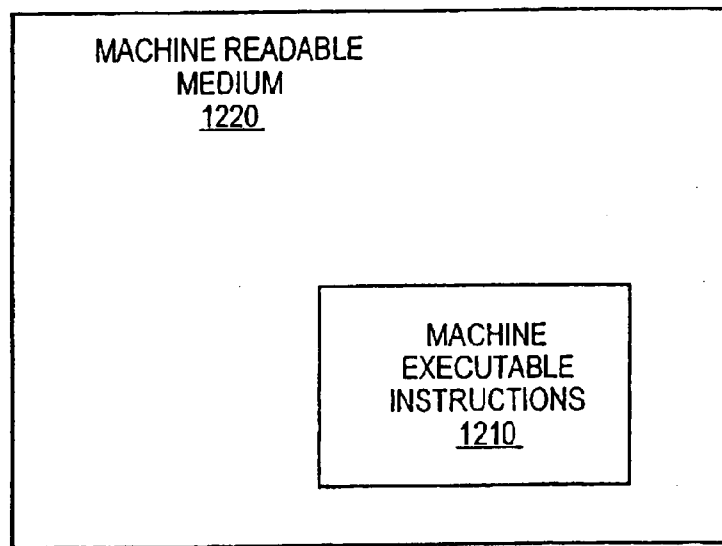 MACHINE READABLE
MEDIUM
1220
MACHINE
EXECUTABLE
INSTRUCTIONS
1210